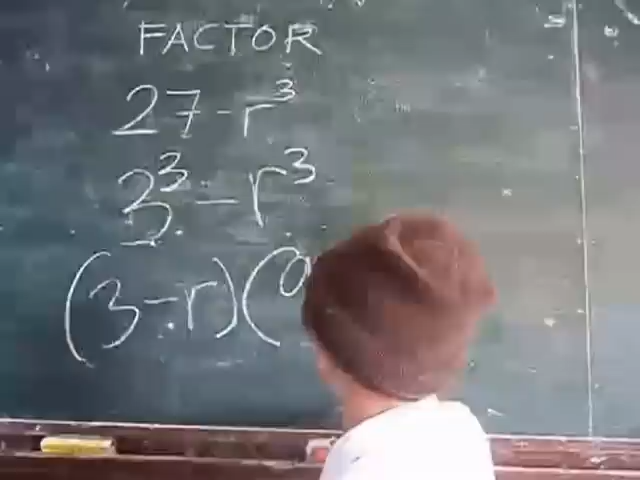 FACTOR
27-r³
3³-r³
(3-r)(